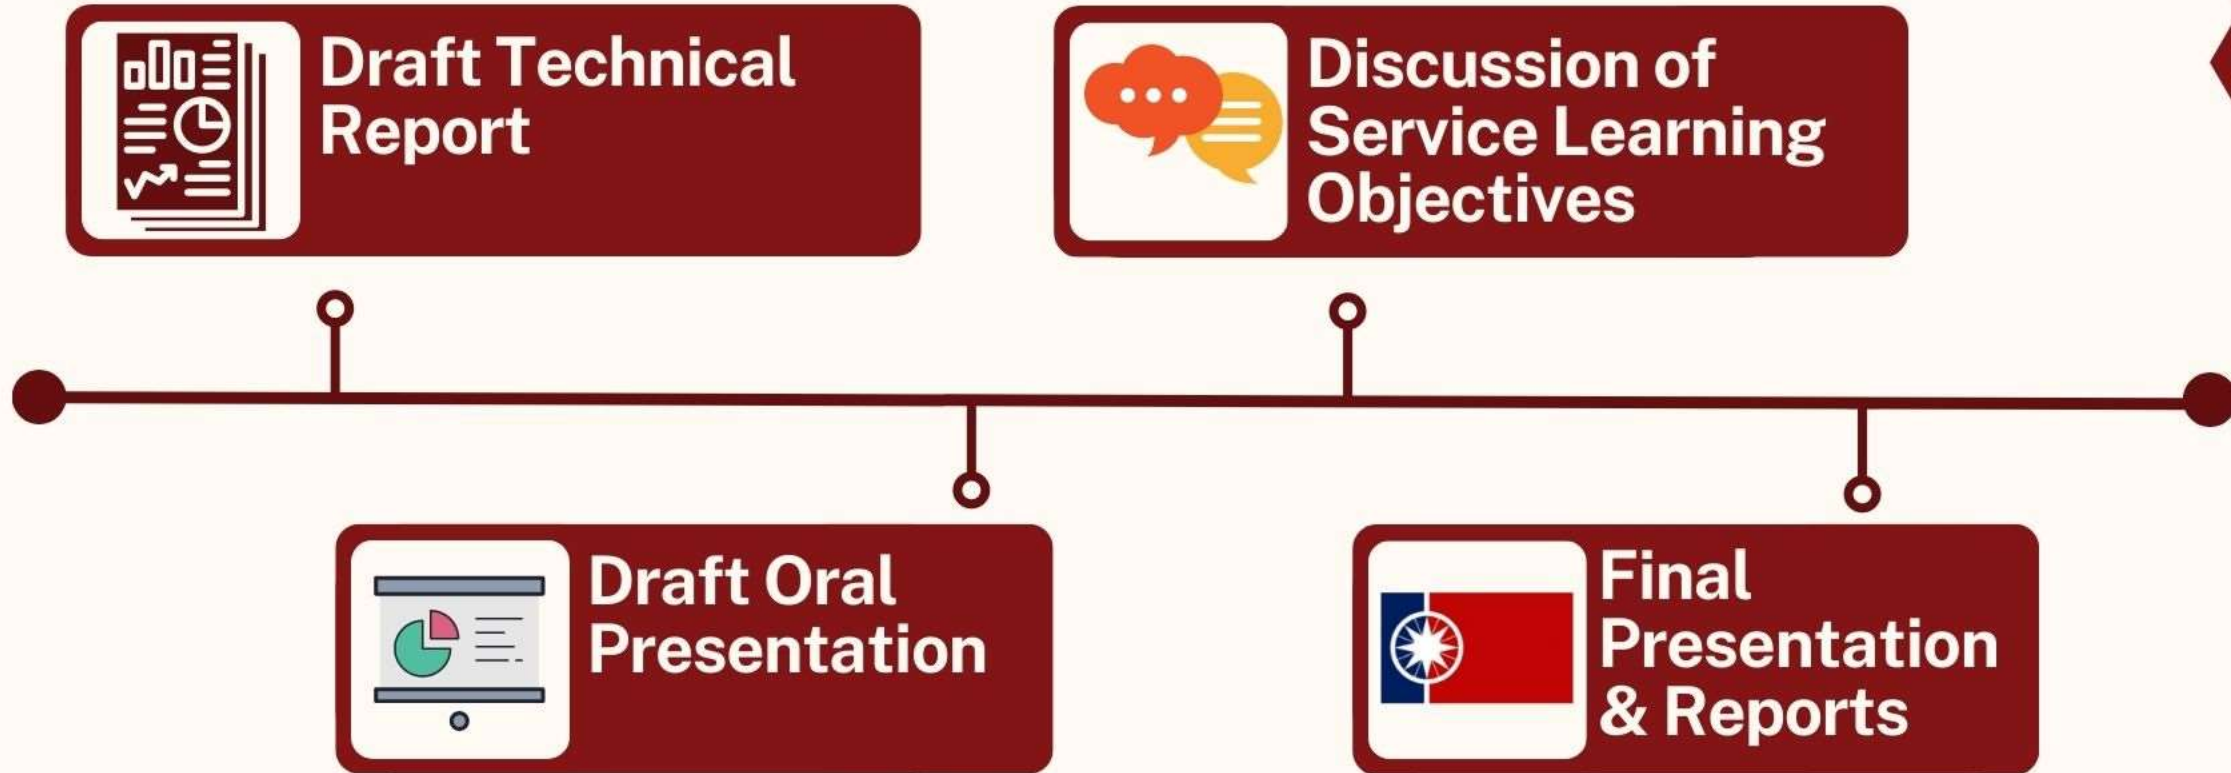 Draft Technical
Report
Discussion of
Service Learning
Objectives
Draft Oral
Presentation
Final
Presentation
& Reports